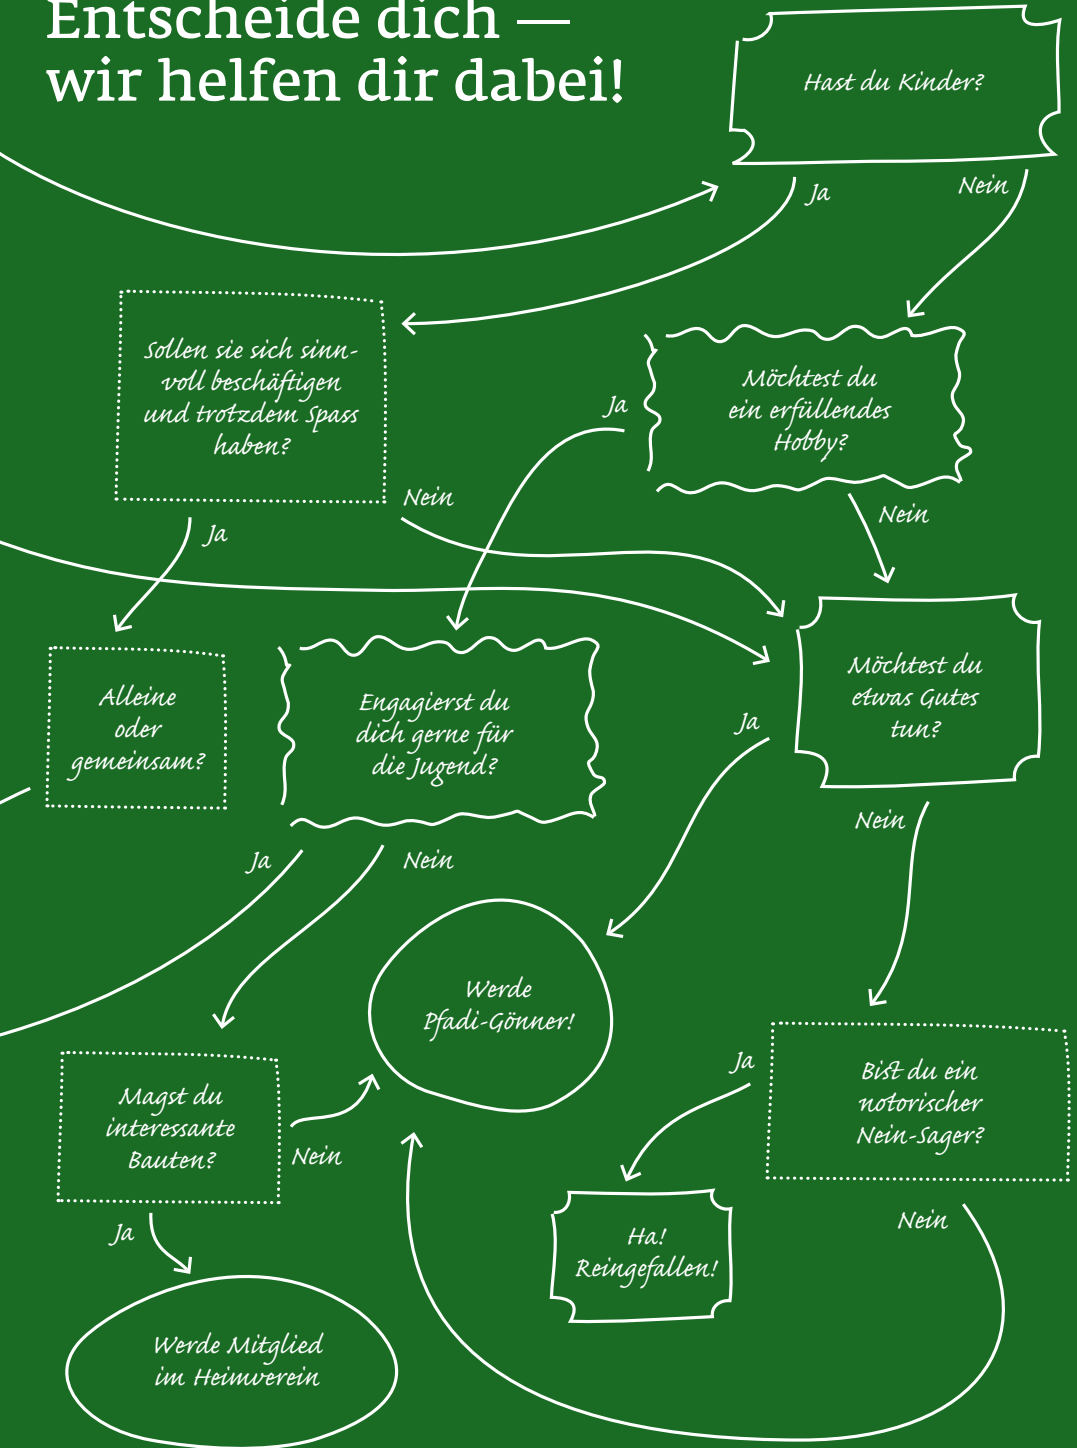 Entscheide dich —
wir helfen dir dabei!
Hast du Kinder?
Ja
Nein
Sollen sie sich sinn-
voll beschäftigen
und trotzdem Spass
haben?
Möchtest du
ein erfüllendes
Hobby?
Ja
Nein
Nein
Ja
Alleine
oder
gemeinsam?
Engagierst du
dich gerne für
die Jugend?
Möchtest du
etwas Gutes
tun?
Ja
Nein
Ja
Nein
Werde
Pfadi-Gönner!
Magst du
interessante
Bauten?
Nein
Ja
Bist du ein
notorischer
Nein-Sager?
Ja
Nein
Ha!
Reingefallen!
Werde Mitglied
im Heimverein